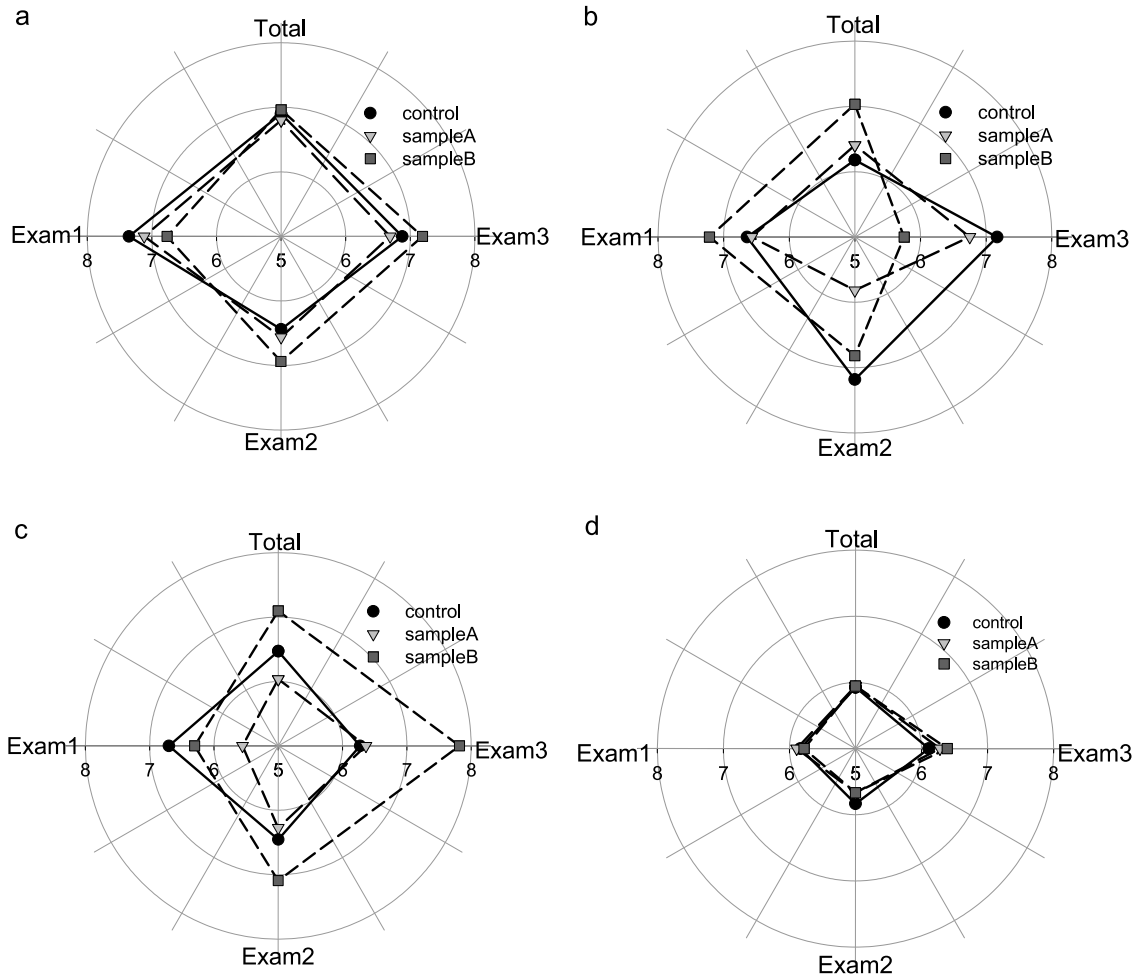 a
Total
control
sampleA
sampleB
Exam1
Exam3
8 7 6 5 6 7 8
Exam2
b
Total
control
sampleA
sampleB
Exam1
Exam3
8 7 6 5 6 7 8
Exam2
c
Total
control
sampleA
sampleB
Exam1
Exam3
8 7 6 5 6 7 8
Exam2
d
Total
control
sampleA
sampleB
Exam1
Exam3
8 7 6 5 6 7 8
Exam2